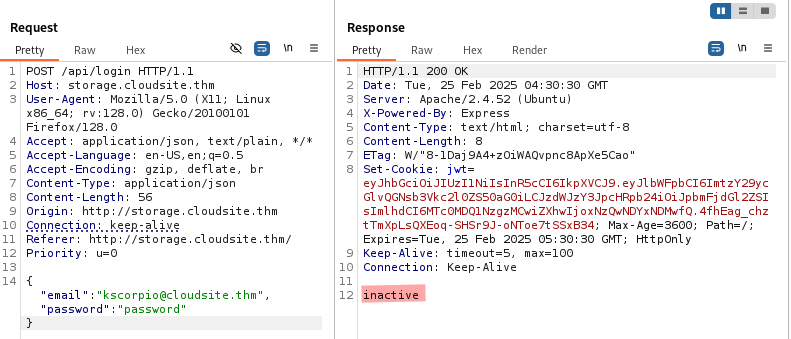 Request
Pretty Raw Hex
\n
1 POST /api/login HTTP/1.1
2 Host: storage.cloudsite.thm
3 User-Agent: Mozilla/5.0 (X11; Linux
x86_64; rv:128.0) Gecko/20100101
Firefox/128.0
4 Accept: application/json, text/plain, */*
5 Accept-Language: en-US,en;q=0.5
6 Accept-Encoding: gzip, deflate, br
7 Content-Type: application/json
8 Content-Length: 56
9 Origin: http://storage.cloudsite.thm
10 Connection: keep-alive
11 Referer: http://storage.cloudsite.thm/
12 Priority: u=0
13
14 {
"email":"kscorpio@cloudsite.thm",
"password":"password"
}
Response
Pretty Raw Hex Render
\n
1 HTTP/1.1 200 OK
2 Date: Tue, 25 Feb 2025 04:30:30 GMT
3 Server: Apache/2.4.52 (Ubuntu)
4 X-Powered-By: Express
5 Content-Type: text/html; charset=utf-8
6 Content-Length: 8
7 ETag: W/"8-1Daj9A4+zOiWAQvpnc8ApXe5Cao"
8 Set-Cookie: jwt=
eyJhbGciOiJIUzI1NiIsInR5cCI6IkpXVCJ9.eyJlbWFpbCI6ImtzY29yc
GlvQGNsb3Vkc2l0ZS50aG0iLCJzdWJzY3JpcHRpb24iOiJpbmFjdGl2ZSI
sImlhdCI6MTc0MDQ1NzgzMCwiZXhwIjoxNzQwNDYxNDMwfQ.4fhEag_chz
tTmXpLsQXEoq-SHSr9J-oNToe7tSSxB34; Max-Age=3600; Path=/;
Expires=Tue, 25 Feb 2025 05:30:30 GMT; HttpOnly
9 Keep-Alive: timeout=5, max=100
10 Connection: Keep-Alive
11
12 inactive